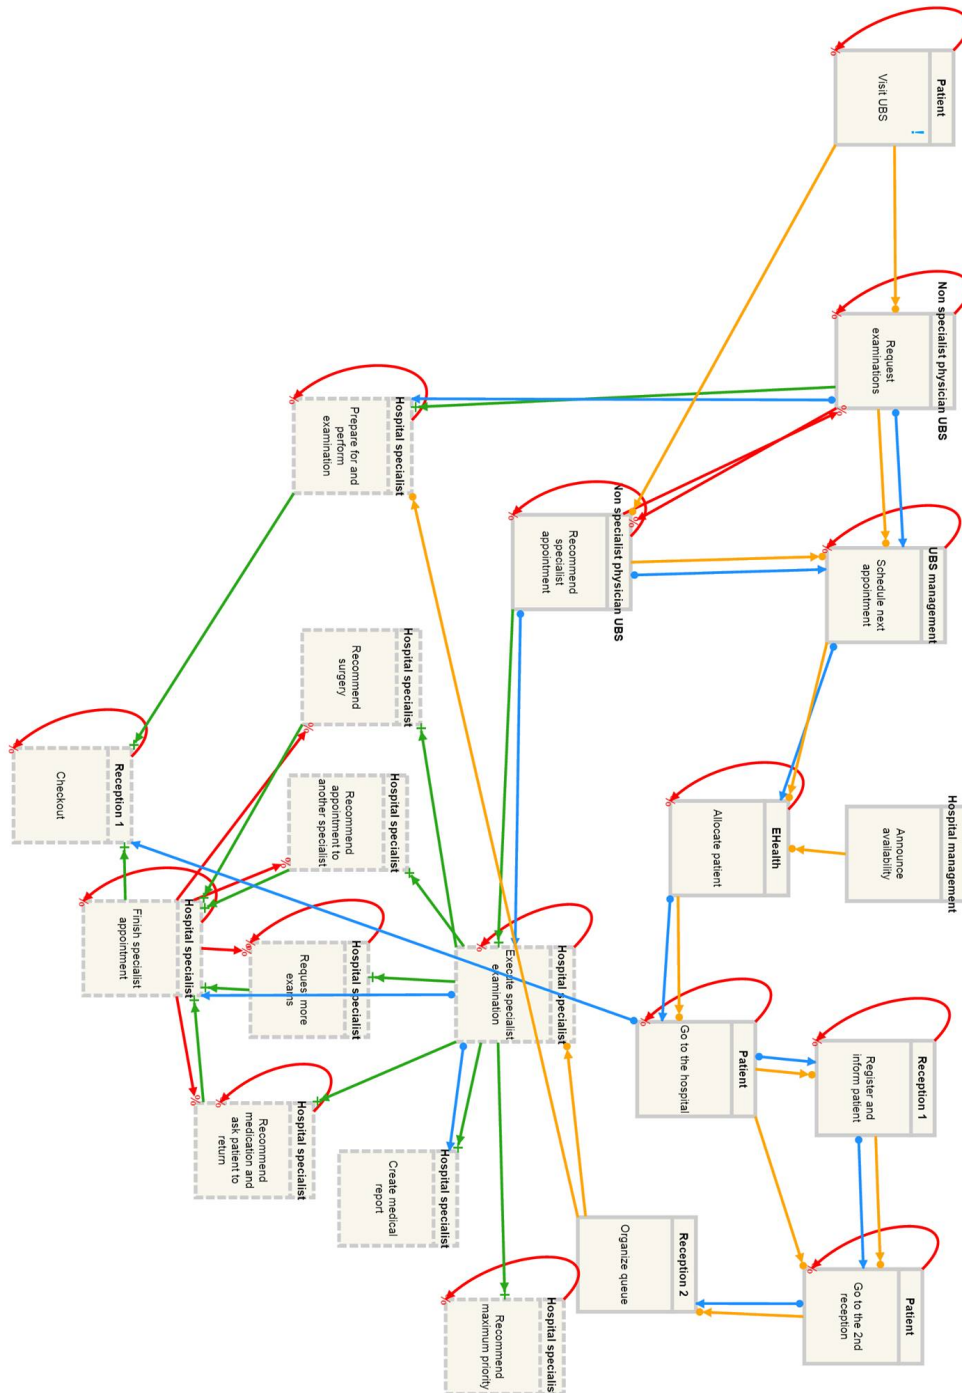 Patient
Visit UBS
!
Non specialist physician UBS
Request
examinations
%
%
UBS management
Schedule next
appointment
%
Hospital management
Announce
availability
EHealth
Allocate patient
%
Patient
Go to the hospital
%
Reception 1
Register and
inform patient
%
Patient
Go to the 2nd
reception
%
Reception 2
Organize queue
Non specialist physician UBS
Recommend
specialist
appointment
%
%
Hospital specialist
Prepare for and
perform
examination
%
Hospital specialist
Recommend
surgery
%
Hospital specialist
Recommend
appointment to
another specialist
%
Hospital specialist
Execute specialist
examination
%
Hospital specialist
Request more
exams
%
%
Hospital specialist
Recommend
medication and
ask patient to
return
%
%
Hospital specialist
Create medical
report
Hospital specialist
Recommend
maximum priority
%
Hospital specialist
Finish specialist
appointment
%
Reception 1
Checkout
%
%